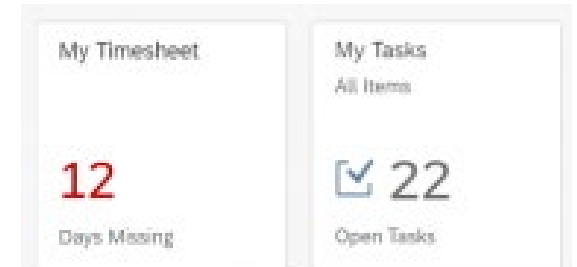 My Timesheet
12
Days Missing
My Tasks
All Items
22
Open Tasks